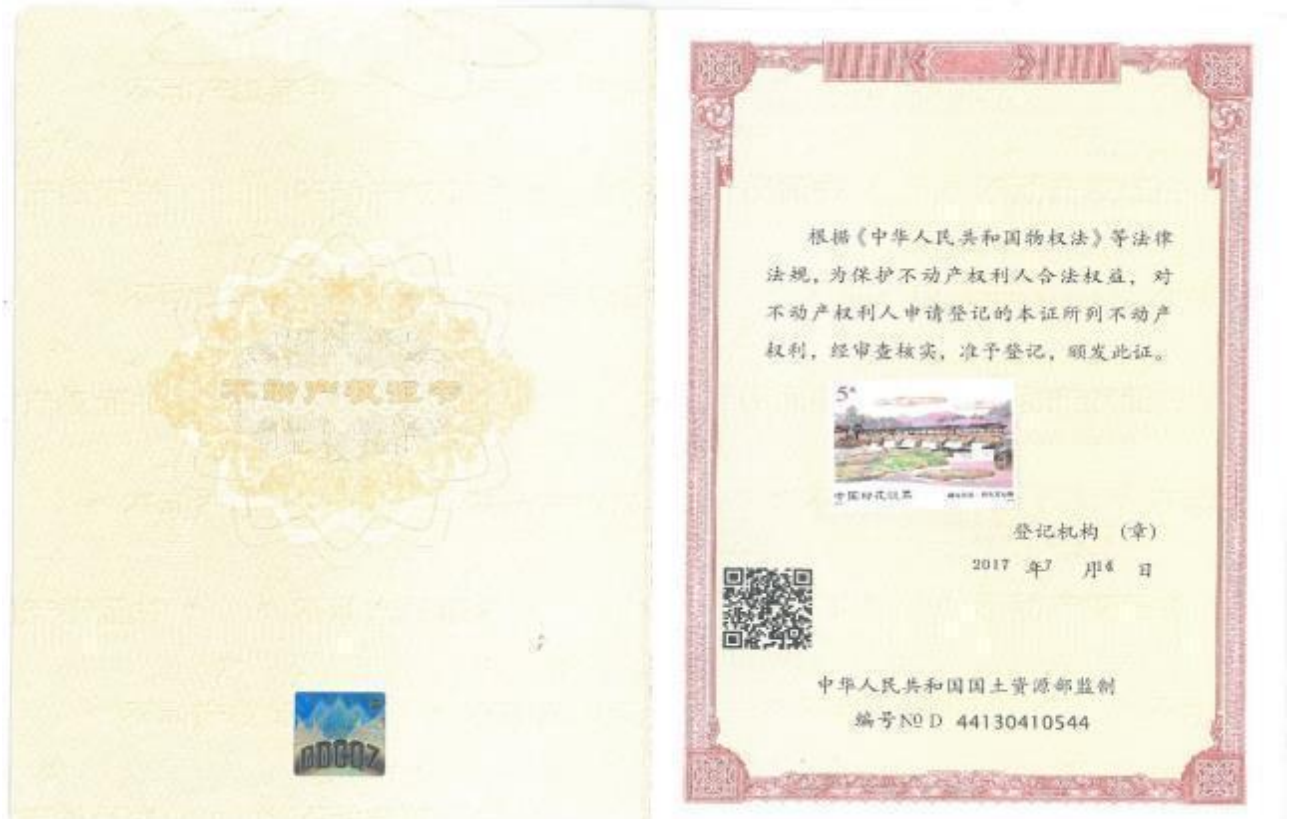 不动产权证书
根据《中华人民共和国物权法》等法律
法规，为保护不动产权利人合法权益，对
不动产权利人申请登记的本证所列不动产
权利，经审查核实，准予登记，颁发此证。
5
中国印花税票
登记机构 (章)
2017 年7 月14 日
中华人民共和国国土资源部监制
编号№ D 44130410544
BDCQZ